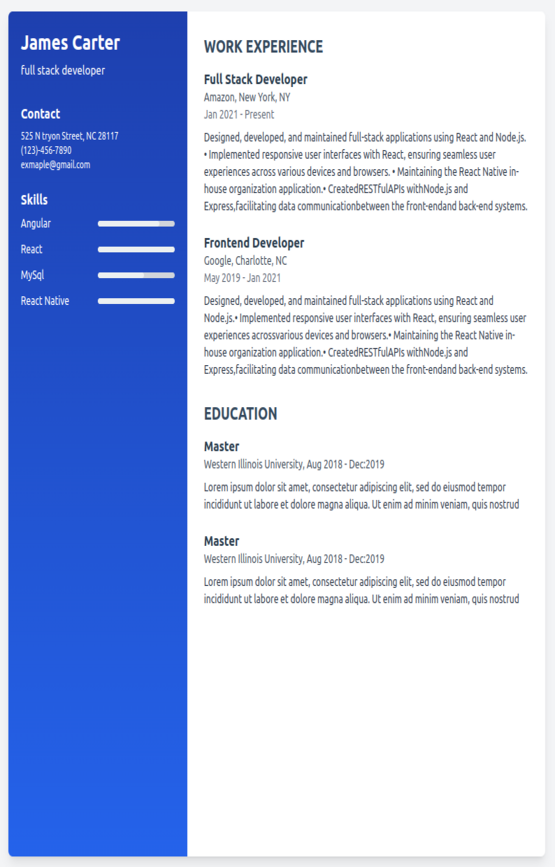 James Carter
full stack developer
Contact
525 N tryon Street, NC 28117
(123)-456-7890
exmaple@gmail.com
Skills
Angular
React
MySql
React Native
WORK EXPERIENCE
Full Stack Developer
Amazon, New York, NY
Jan 2021 - Present
Designed, developed, and maintained full-stack applications using React and Node.js.
• Implemented responsive user interfaces with React, ensuring seamless user
experiences across various devices and browsers. • Maintaining the React Native in-
house organization application.• CreatedRESTfulAPIs withNode.js and
Express,facilitating data communicationbetween the front-endand back-end systems.
Frontend Developer
Google, Charlotte, NC
May 2019 - Jan 2021
Designed, developed, and maintained full-stack applications using React and
Node.js.• Implemented responsive user interfaces with React, ensuring seamless user
experiences acrossvarious devices and browsers.• Maintaining the React Native in-
house organization application.• CreatedRESTfulAPIs withNode.js and
Express,facilitating data communicationbetween the front-endand back-end systems.
EDUCATION
Master
Western Illinois University, Aug 2018 - Dec:2019
Lorem ipsum dolor sit amet, consectetur adipiscing elit, sed do eiusmod tempor
incididunt ut labore et dolore magna aliqua. Ut enim ad minim veniam, quis nostrud
Master
Western Illinois University, Aug 2018 - Dec:2019
Lorem ipsum dolor sit amet, consectetur adipiscing elit, sed do eiusmod tempor
incididunt ut labore et dolore magna aliqua. Ut enim ad minim veniam, quis nostrud